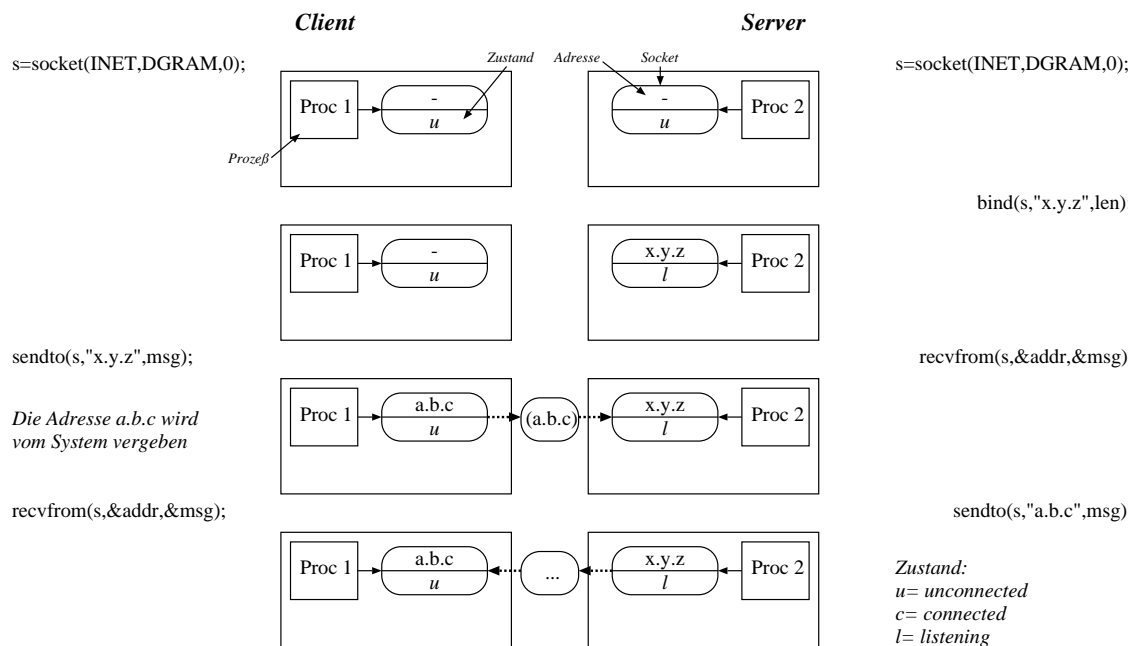 Client
Server
s=socket(INET,DGRAM,0);
Zustand
Adresse
Socket
s=socket(INET,DGRAM,0);
Proc 1
-
u
-
u
Proc 2
Prozeß
bind(s,"x.y.z",len)
Proc 1
-
u
x.y.z
l
Proc 2
sendto(s,"x.y.z",msg);
recvfrom(s,&addr,&msg)
Die Adresse a.b.c wird
vom System vergeben
Proc 1
a.b.c
u
(a.b.c)
x.y.z
l
Proc 2
recvfrom(s,&addr,&msg);
sendto(s,"a.b.c",msg)
Proc 1
a.b.c
u
...
x.y.z
l
Proc 2
Zustand:
u= unconnected
c= connected
l= listening